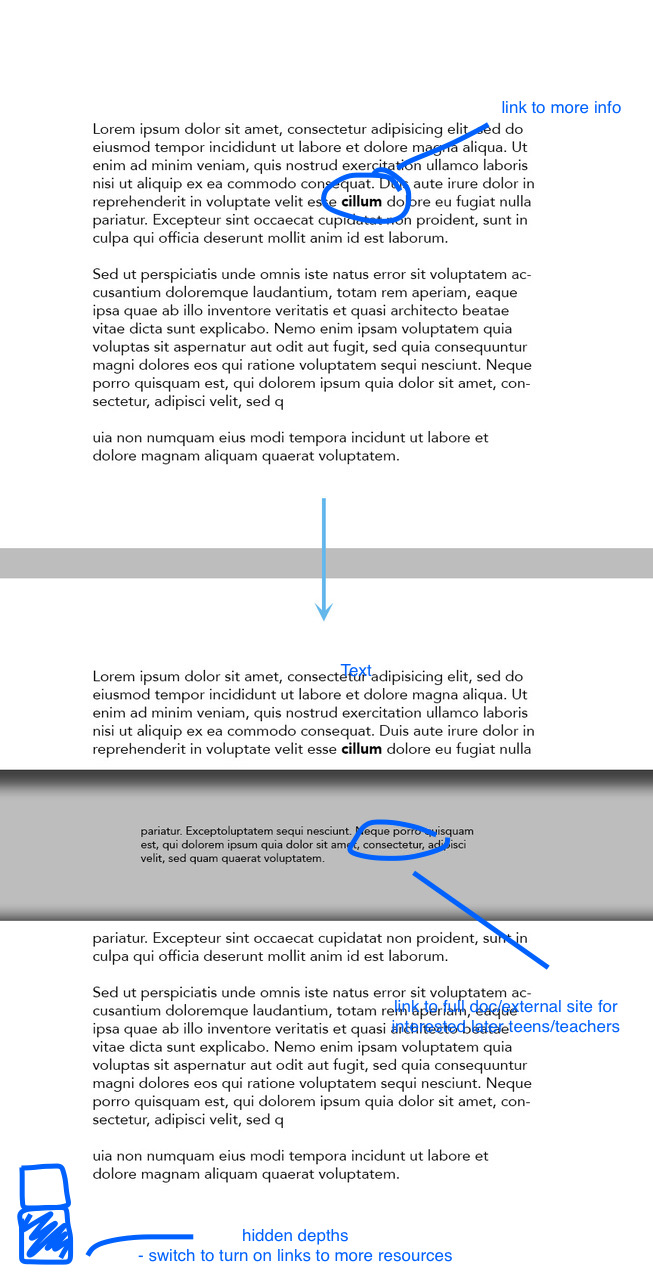 link to more info
Lorem ipsum dolor sit amet, consectetur adipisicing elit, sed do
eiusmod tempor incididunt ut labore et dolore magna aliqua. Ut
enim ad minim veniam, quis nostrud exercitation ullamco laboris
nisi ut aliquip ex ea commodo consequat. Duis aute irure dolor in
reprehenderit in voluptate velit esse cillum dolore eu fugiat nulla
pariatur. Excepteur sint occaecat cupidatat non proident, sunt in
culpa qui officia deserunt mollit anim id est laborum.
Sed ut perspiciatis unde omnis iste natus error sit voluptatem ac-
cusantium doloremque laudantium, totam rem aperiam, eaque
ipsa quae ab illo inventore veritatis et quasi architecto beatae
vitae dicta sunt explicabo. Nemo enim ipsam voluptatem quia
voluptas sit aspernatur aut odit aut fugit, sed quia consequuntur
magni dolores eos qui ratione voluptatem sequi nesciunt. Neque
porro quisquam est, qui dolorem ipsum quia dolor sit amet, con-
sectetur, adipisci velit, sed q
uia non numquam eius modi tempora incidunt ut labore et
dolore magnam aliquam quaerat voluptatem.
Text
Lorem ipsum dolor sit amet, consectetur adipisicing elit, sed do
eiusmod tempor incididunt ut labore et dolore magna aliqua. Ut
enim ad minim veniam, quis nostrud exercitation ullamco laboris
nisi ut aliquip ex ea commodo consequat. Duis aute irure dolor in
reprehenderit in voluptate velit esse cillum dolore eu fugiat nulla
pariatur. Exceptoluptatem sequi nesciunt. Neque porro quisquam
est, qui dolorem ipsum quia dolor sit amet, consectetur, adipisci
velit, sed quam quaerat voluptatem.
pariatur. Excepteur sint occaecat cupidatat non proident, sunt in
culpa qui officia deserunt mollit anim id est laborum.
Sed ut perspiciatis unde omnis iste natus error sit voluptatem ac-
link to full doc/external site for
cusantium doloremque laudantium, totam rem aperiam, eaque
interested later teens/teachers
ipsa quae ab illo inventore veritatis et quasi architecto beatae
vitae dicta sunt explicabo. Nemo enim ipsam voluptatem quia
voluptas sit aspernatur aut odit aut fugit, sed quia consequuntur
magni dolores eos qui ratione voluptatem sequi nesciunt. Neque
porro quisquam est, qui dolorem ipsum quia dolor sit amet, con-
sectetur, adipisci velit, sed q
uia non numquam eius modi tempora incidunt ut labore et
dolore magnam aliquam quaerat voluptatem.
hidden depths
- switch to turn on links to more resources